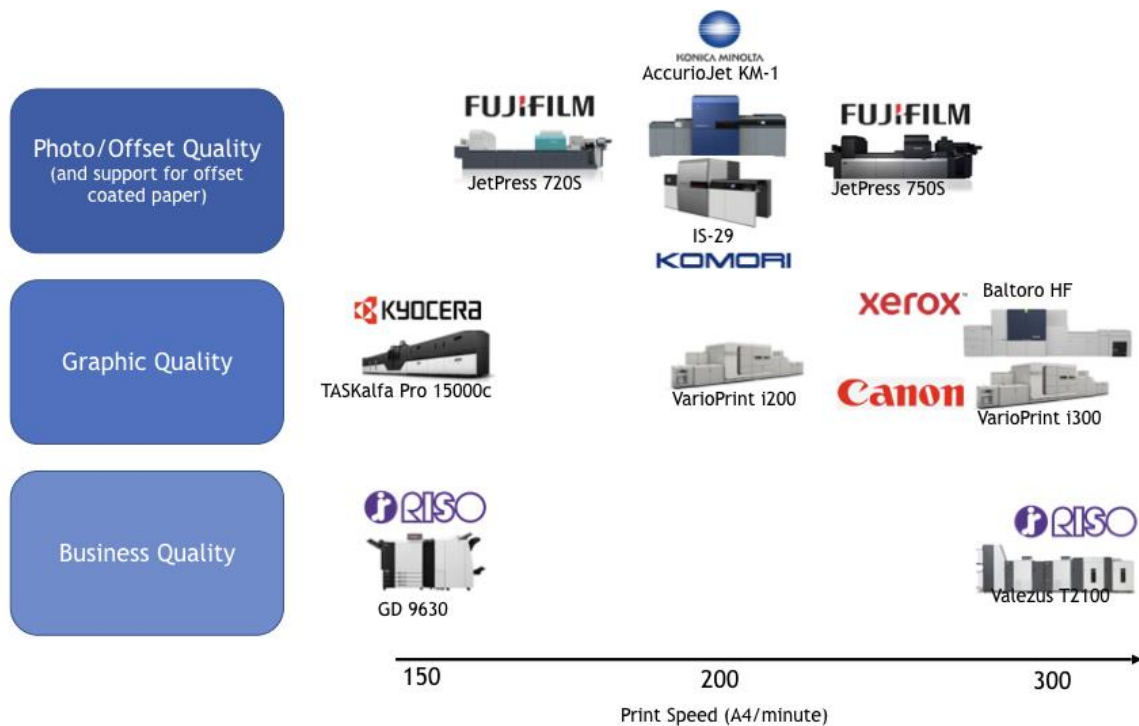 KONICA MINOLTA
AccurioJet KM-1
FUJIFILM
FUJIFILM
Photo/Offset Quality
(and support for offset
coated paper)
JetPress 720S
JetPress 750S
IS-29
KOMORI
Baltoro HF
xerox™
KYOCERA
Graphic Quality
Canon
TASKalfa Pro 15000c
VarioPrint i200
VarioPrint i300
RISO
RISO
Business Quality
Valezus T2100
GD 9630
150
200
300
Print Speed (A4/minute)